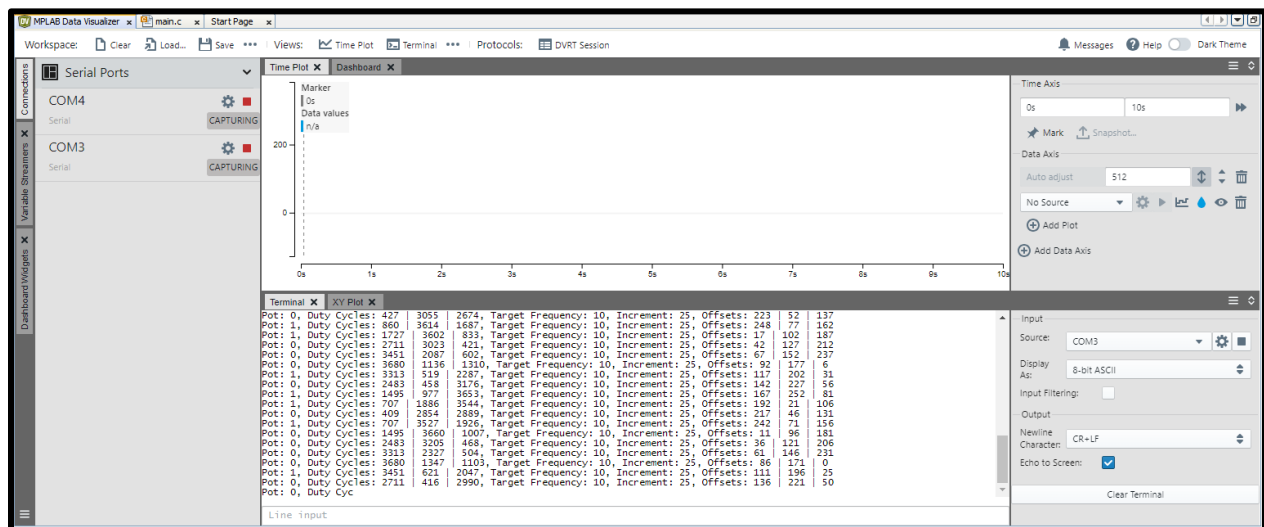 MPLAB Data Visualizer x main.c x Start Page x
Workspace: Clear Load... Save ••• Views: Time Plot Terminal ••• Protocols: DVRT Session Messages Help Dark Theme
Connections
Variable Streamers
Dashboard Widgets
Serial Ports
COM4
Serial CAPTURING
COM3
Serial CAPTURING
Time Plot X Dashboard X
Marker
0s
Data values
n/a
200
0
0s 1s 2s 3s 4s 5s 6s 7s 8s 9s 10s
Time Axis
0s 10s
Mark Snapshot...
Data Axis
Auto adjust 512
No Source
Add Plot
Add Data Axis
Terminal X XY Plot X
Pot: 0, Duty Cycles: 427 | 3055 | 2674, Target Frequency: 10, Increment: 25, Offsets: 223 | 52 | 137
Pot: 1, Duty Cycles: 860 | 3614 | 1687, Target Frequency: 10, Increment: 25, Offsets: 248 | 77 | 162
Pot: 1, Duty Cycles: 1727 | 3602 | 833, Target Frequency: 10, Increment: 25, Offsets: 17 | 102 | 187
Pot: 0, Duty Cycles: 2711 | 3023 | 421, Target Frequency: 10, Increment: 25, Offsets: 42 | 127 | 212
Pot: 0, Duty Cycles: 3451 | 2087 | 602, Target Frequency: 10, Increment: 25, Offsets: 67 | 152 | 237
Pot: 0, Duty Cycles: 3680 | 1136 | 1310, Target Frequency: 10, Increment: 25, Offsets: 92 | 177 | 6
Pot: 1, Duty Cycles: 3313 | 519 | 2287, Target Frequency: 10, Increment: 25, Offsets: 117 | 202 | 31
Pot: 0, Duty Cycles: 2483 | 458 | 3176, Target Frequency: 10, Increment: 25, Offsets: 142 | 227 | 56
Pot: 1, Duty Cycles: 1495 | 977 | 3653, Target Frequency: 10, Increment: 25, Offsets: 167 | 252 | 81
Pot: 1, Duty Cycles: 707 | 1886 | 3544, Target Frequency: 10, Increment: 25, Offsets: 192 | 21 | 106
Pot: 0, Duty Cycles: 409 | 2854 | 2889, Target Frequency: 10, Increment: 25, Offsets: 217 | 46 | 131
Pot: 1, Duty Cycles: 707 | 3527 | 1926, Target Frequency: 10, Increment: 25, Offsets: 242 | 71 | 156
Pot: 0, Duty Cycles: 1495 | 3660 | 1007, Target Frequency: 10, Increment: 25, Offsets: 11 | 96 | 181
Pot: 0, Duty Cycles: 2483 | 3205 | 468, Target Frequency: 10, Increment: 25, Offsets: 36 | 121 | 206
Pot: 0, Duty Cycles: 3313 | 2327 | 504, Target Frequency: 10, Increment: 25, Offsets: 61 | 146 | 231
Pot: 0, Duty Cycles: 3680 | 1347 | 1103, Target Frequency: 10, Increment: 25, Offsets: 86 | 171 | 0
Pot: 1, Duty Cycles: 3451 | 621 | 2047, Target Frequency: 10, Increment: 25, Offsets: 111 | 196 | 25
Pot: 0, Duty Cycles: 2711 | 416 | 2990, Target Frequency: 10, Increment: 25, Offsets: 136 | 221 | 50
Pot: 0, Duty Cyc
Line input
Input
Source: COM3
Display As: 8-bit ASCII
Input Filtering:
Output
Newline Character: CR+LF
Echo to Screen:
Clear Terminal